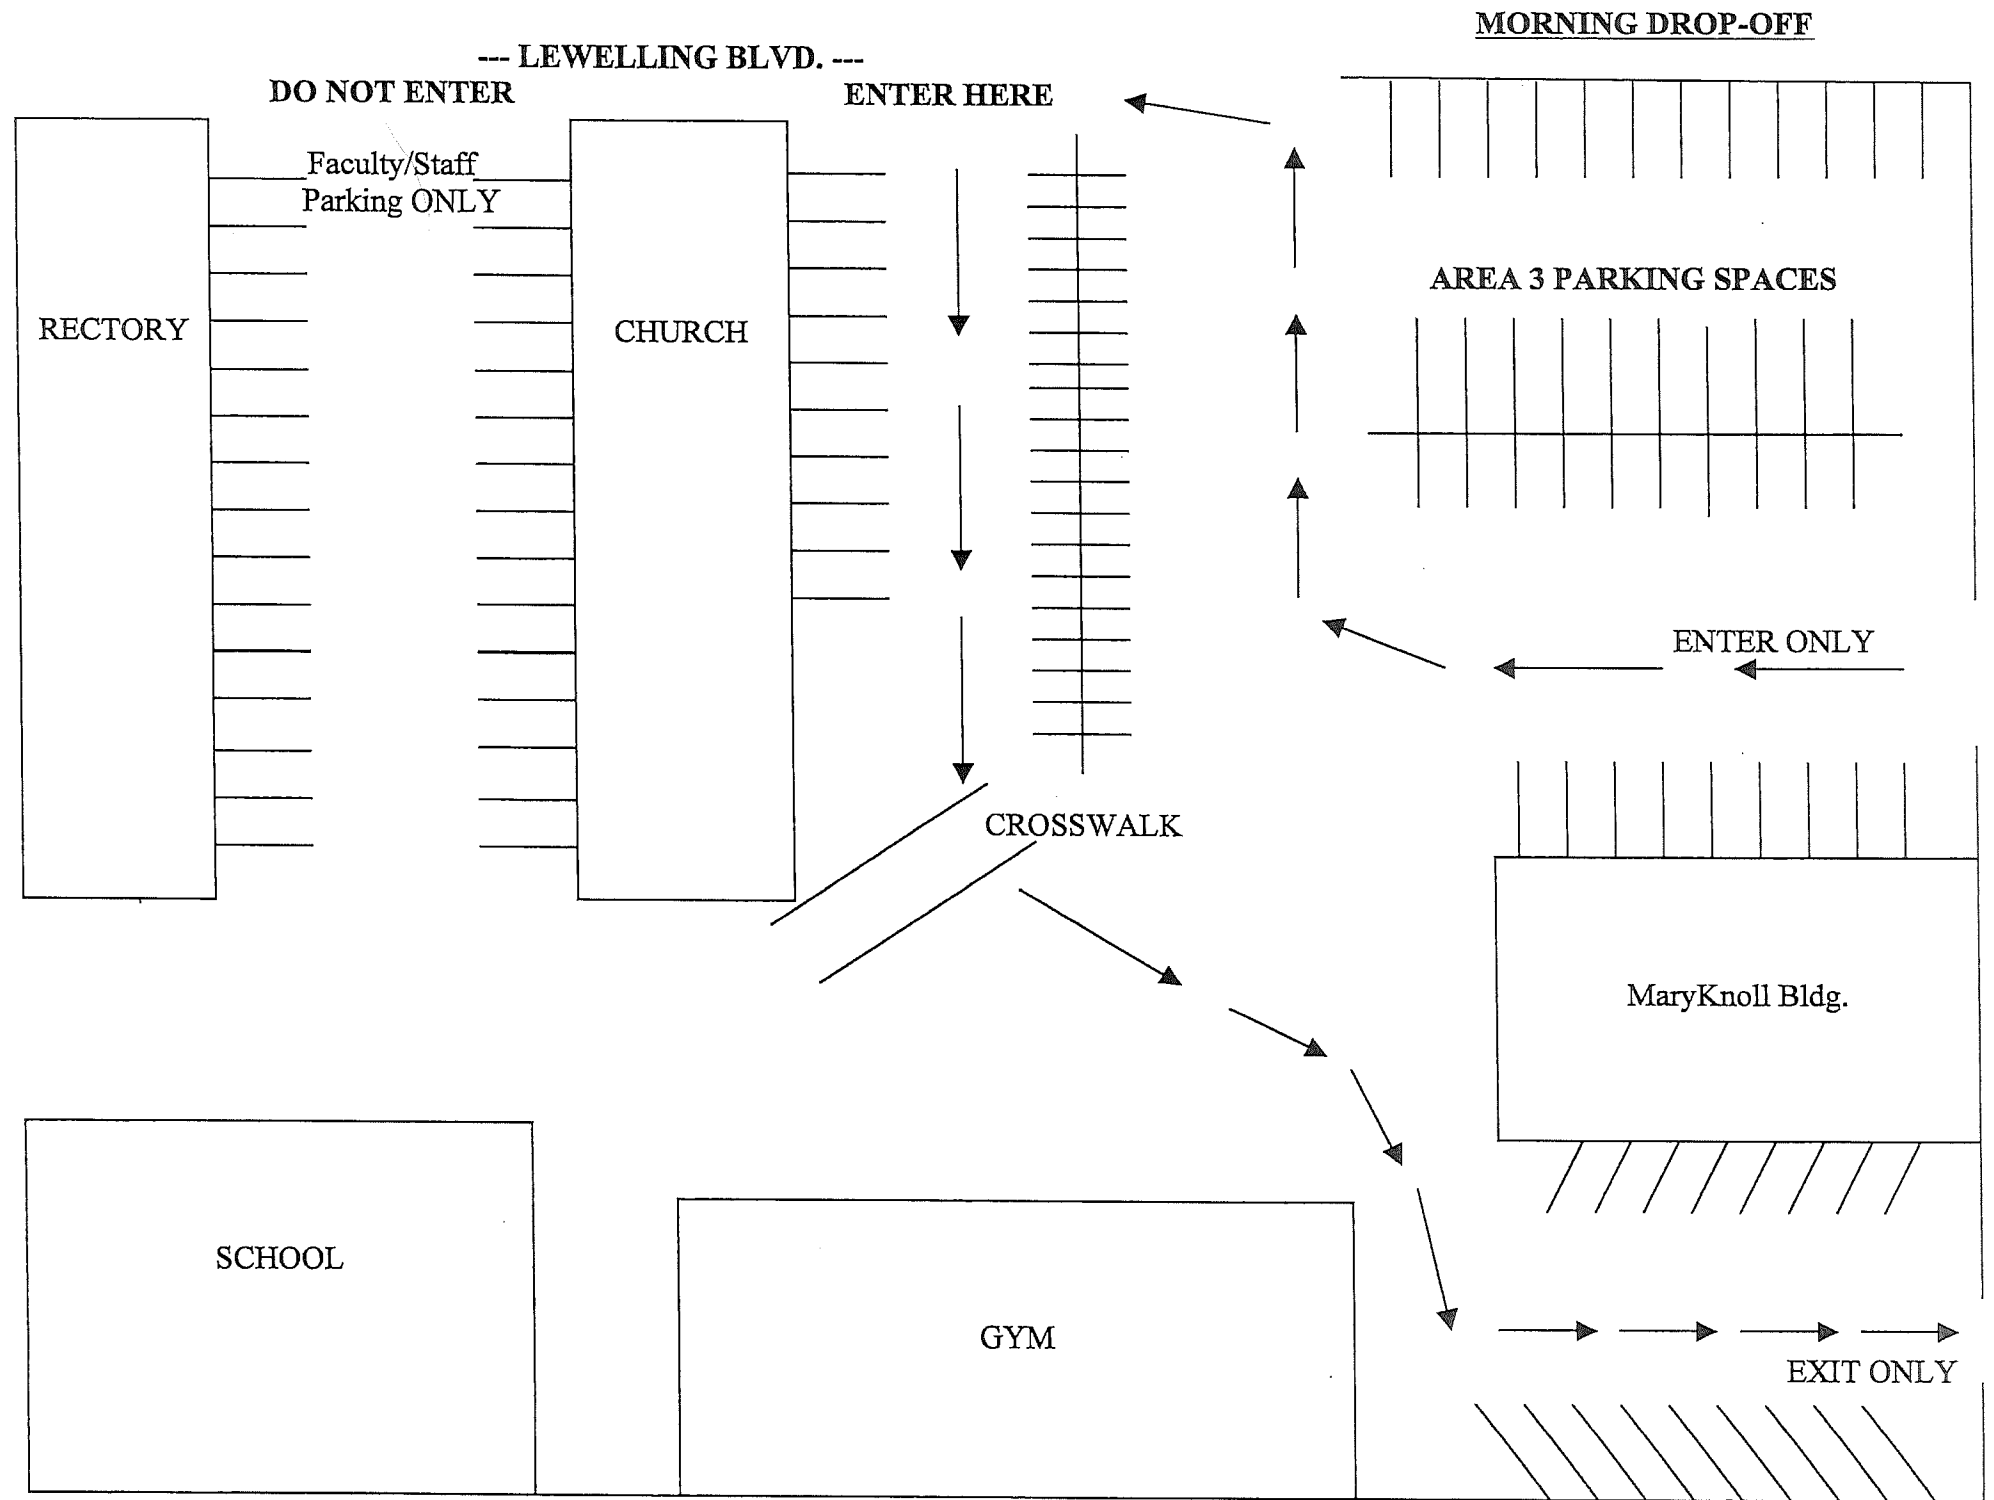 MORNING DROP-OFF
--- LEWELLING BLVD. ---
DO NOT ENTER
ENTER HERE
Faculty/Staff
Parking ONLY
AREA 3 PARKING SPACES
RECTORY
CHURCH
ENTER ONLY
CROSSWALK
MaryKnoll Bldg.
SCHOOL
GYM
EXIT ONLY